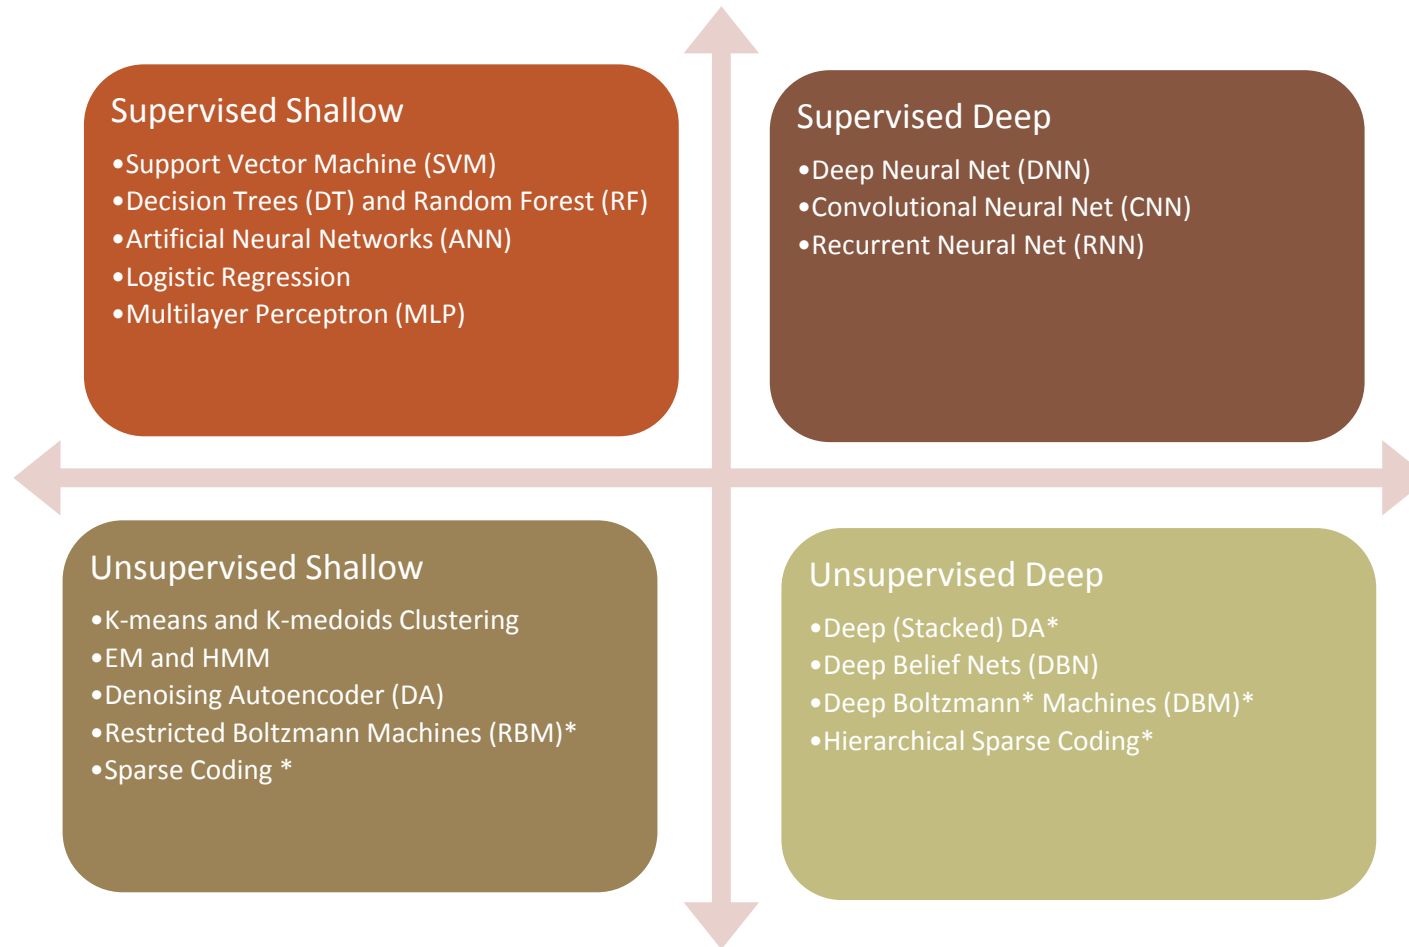 Supervised Shallow
•Support Vector Machine (SVM)
•Decision Trees (DT) and Random Forest (RF)
•Artificial Neural Networks (ANN)
•Logistic Regression
•Multilayer Perceptron (MLP)
Supervised Deep
•Deep Neural Net (DNN)
•Convolutional Neural Net (CNN)
•Recurrent Neural Net (RNN)
Unsupervised Shallow
•K-means and K-medoids Clustering
•EM and HMM
•Denoising Autoencoder (DA)
•Restricted Boltzmann Machines (RBM)*
•Sparse Coding *
Unsupervised Deep
•Deep (Stacked) DA*
•Deep Belief Nets (DBN)
•Deep Boltzmann* Machines (DBM)*
•Hierarchical Sparse Coding*